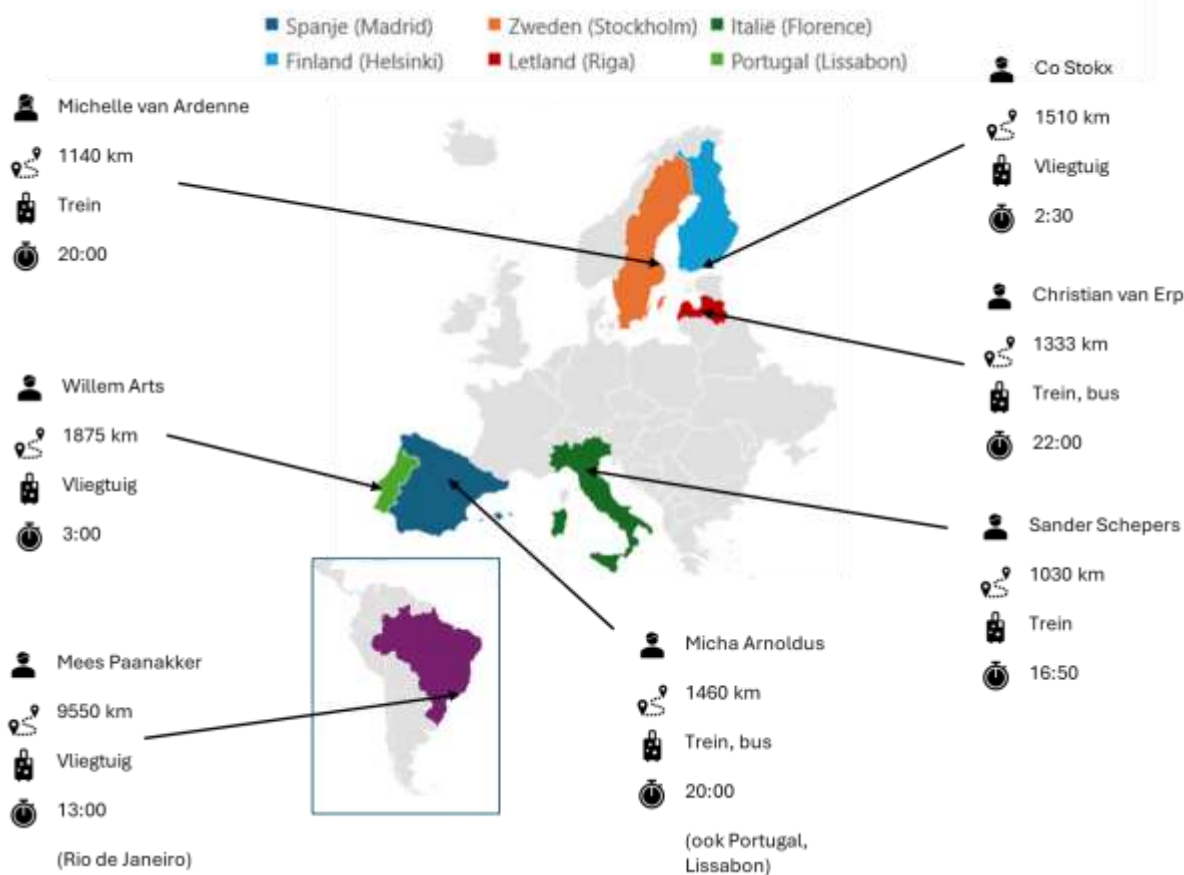 Spanje (Madrid)
Zweden (Stockholm)
Italië (Florence)
Finland (Helsinki)
Letland (Riga)
Portugal (Lissabon)
Michelle van Ardenne
1140 km
Trein
20:00
Co Stokx
1510 km
Vliegtuig
2:30
Christian van Erp
1333 km
Trein, bus
22:00
Willem Arts
1875 km
Vliegtuig
3:00
Sander Schepers
1030 km
Trein
16:50
Mees Paanakker
9550 km
Vliegtuig
13:00
(Rio de Janeiro)
Micha Arnoldus
1460 km
Trein, bus
20:00
(ook Portugal,
Lissabon)